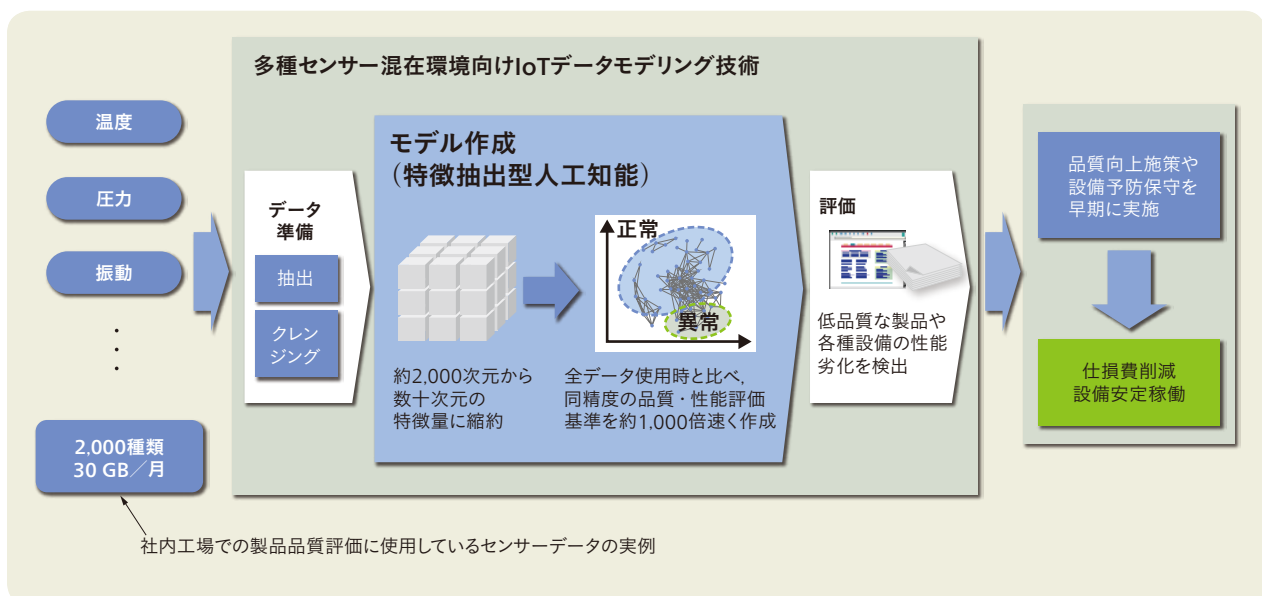 多種センサー混在環境向けIoTデータモデリング技術
温度
圧力
振動
・
・
・
2,000種類
30 GB／月
社内工場での製品品質評価に使用しているセンサーデータの実例
データ
準備
抽出
クレン
ジング
モデル作成
（特徴抽出型人工知能）
約2,000次元から
数十次元の
特徴量に縮約
正常
異常
全データ使用時と比べ，
同精度の品質・性能評価
基準を約1,000倍速く作成
評価
低品質な製品や
各種設備の性能
劣化を検出
品質向上施策や
設備予防保守を
早期に実施
仕損費削減
設備安定稼働